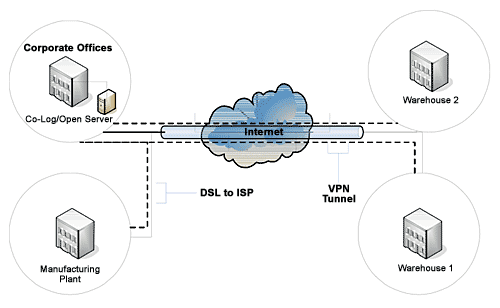 Corporate Offices
Co-Log/Open Server
Warehouse 2
Internet
DSL to ISP
VPN
Tunnel
Manufacturing
Plant
Warehouse 1